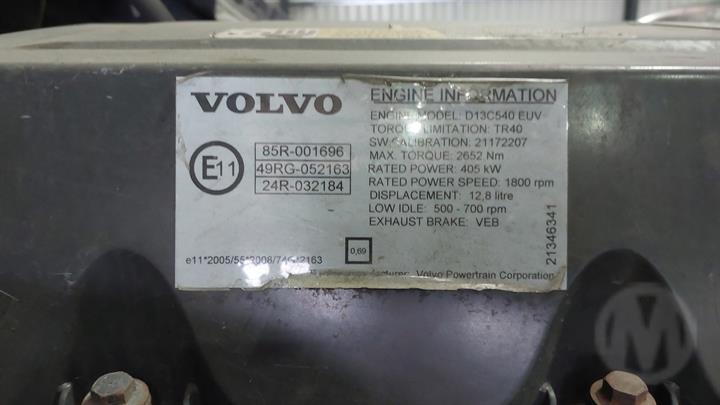 VOLVO
E11
85R-001696
49RG-052163
24R-032184
ENGINE INFORMATION
ENGINE MODEL: D13C540 EUV
TORQUE LIMITATION: TR40
SW.CALIBRATION: 21172207
MAX. TORQUE: 2652 Nm
RATED POWER: 405 kW
RATED POWER SPEED: 1800 rpm
DISPLACEMENT: 12,8 litre
LOW IDLE: 500 - 700 rpm
EXHAUST BRAKE: VEB
21346341
0,69
Volvo Powertrain Corporation
M